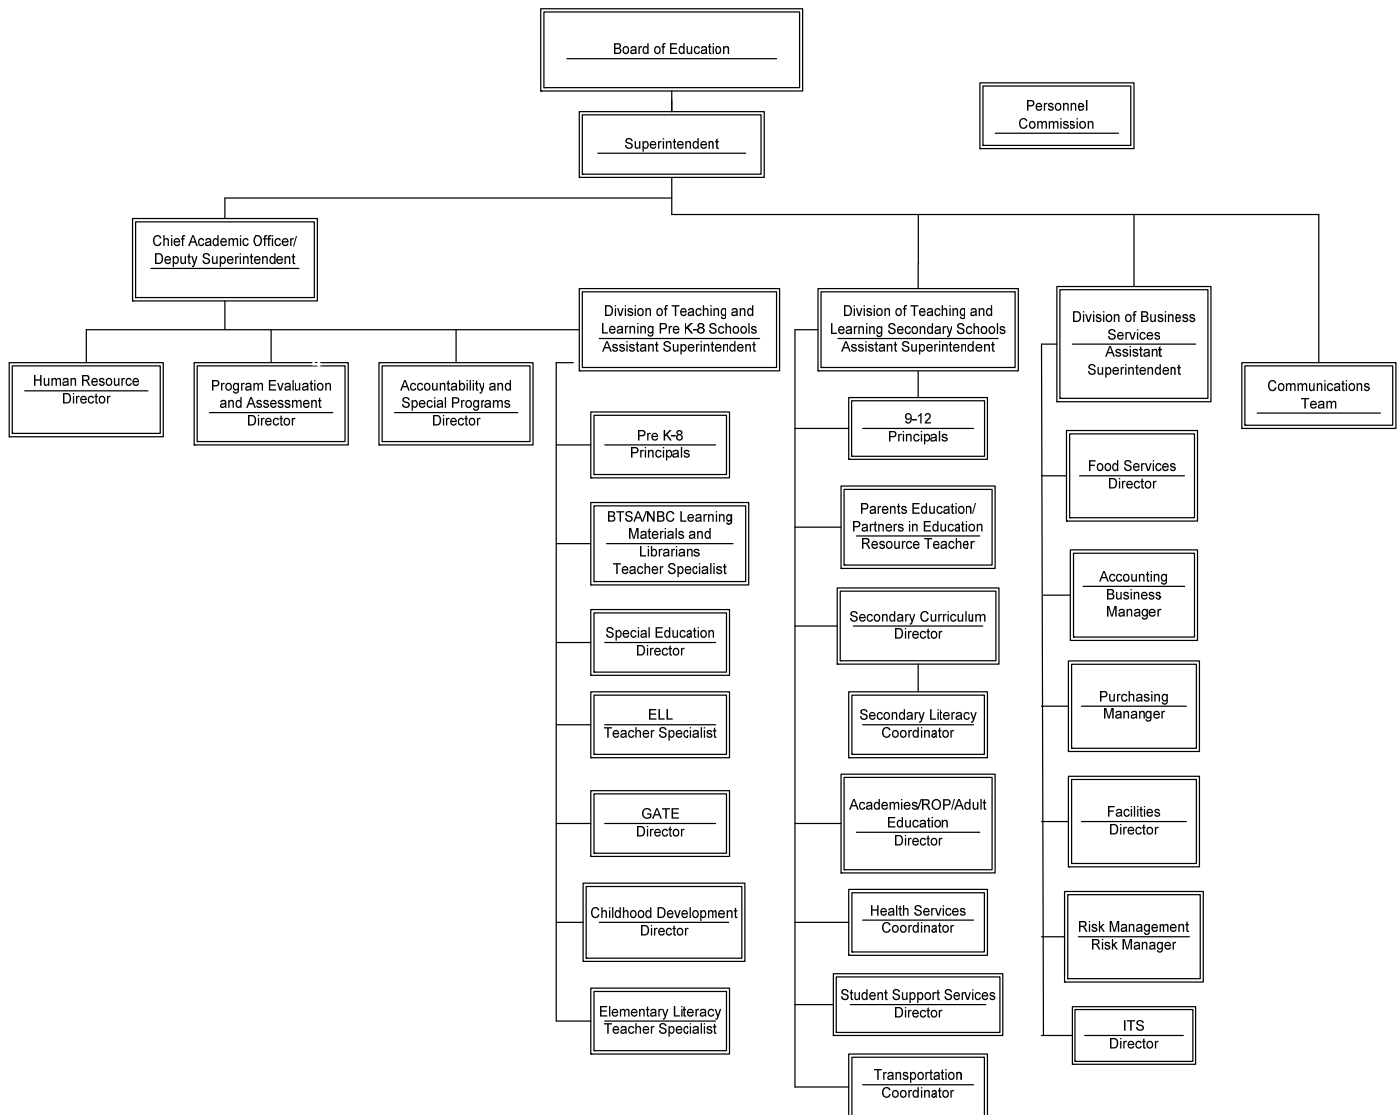 Board of Education
Personnel
Commission
Superintendent
Chief Academic Officer/
Deputy Superintendent
Human Resource
Director
Program Evaluation
and Assessment
Director
Accountability and
Special Programs
Director
Division of Teaching and
Learning Pre K-8 Schools
Assistant Superintendent
Pre K-8
Principals
BTSA/NBC Learning
Materials and
Librarians
Teacher Specialist
Special Education
Director
ELL
Teacher Specialist
GATE
Director
Childhood Development
Director
Elementary Literacy
Teacher Specialist
Division of Teaching and
Learning Secondary Schools
Assistant Superintendent
9-12
Principals
Parents Education/
Partners in Education
Resource Teacher
Secondary Curriculum
Director
Secondary Literacy
Coordinator
Academies/ROP/Adult
Education
Director
Health Services
Coordinator
Student Support Services
Director
Transportation
Coordinator
Division of Business
Services
Assistant
Superintendent
Food Services
Director
Accounting
Business
Manager
Purchasing
Mananger
Facilities
Director
Risk Management
Risk Manager
ITS
Director
Communications
Team